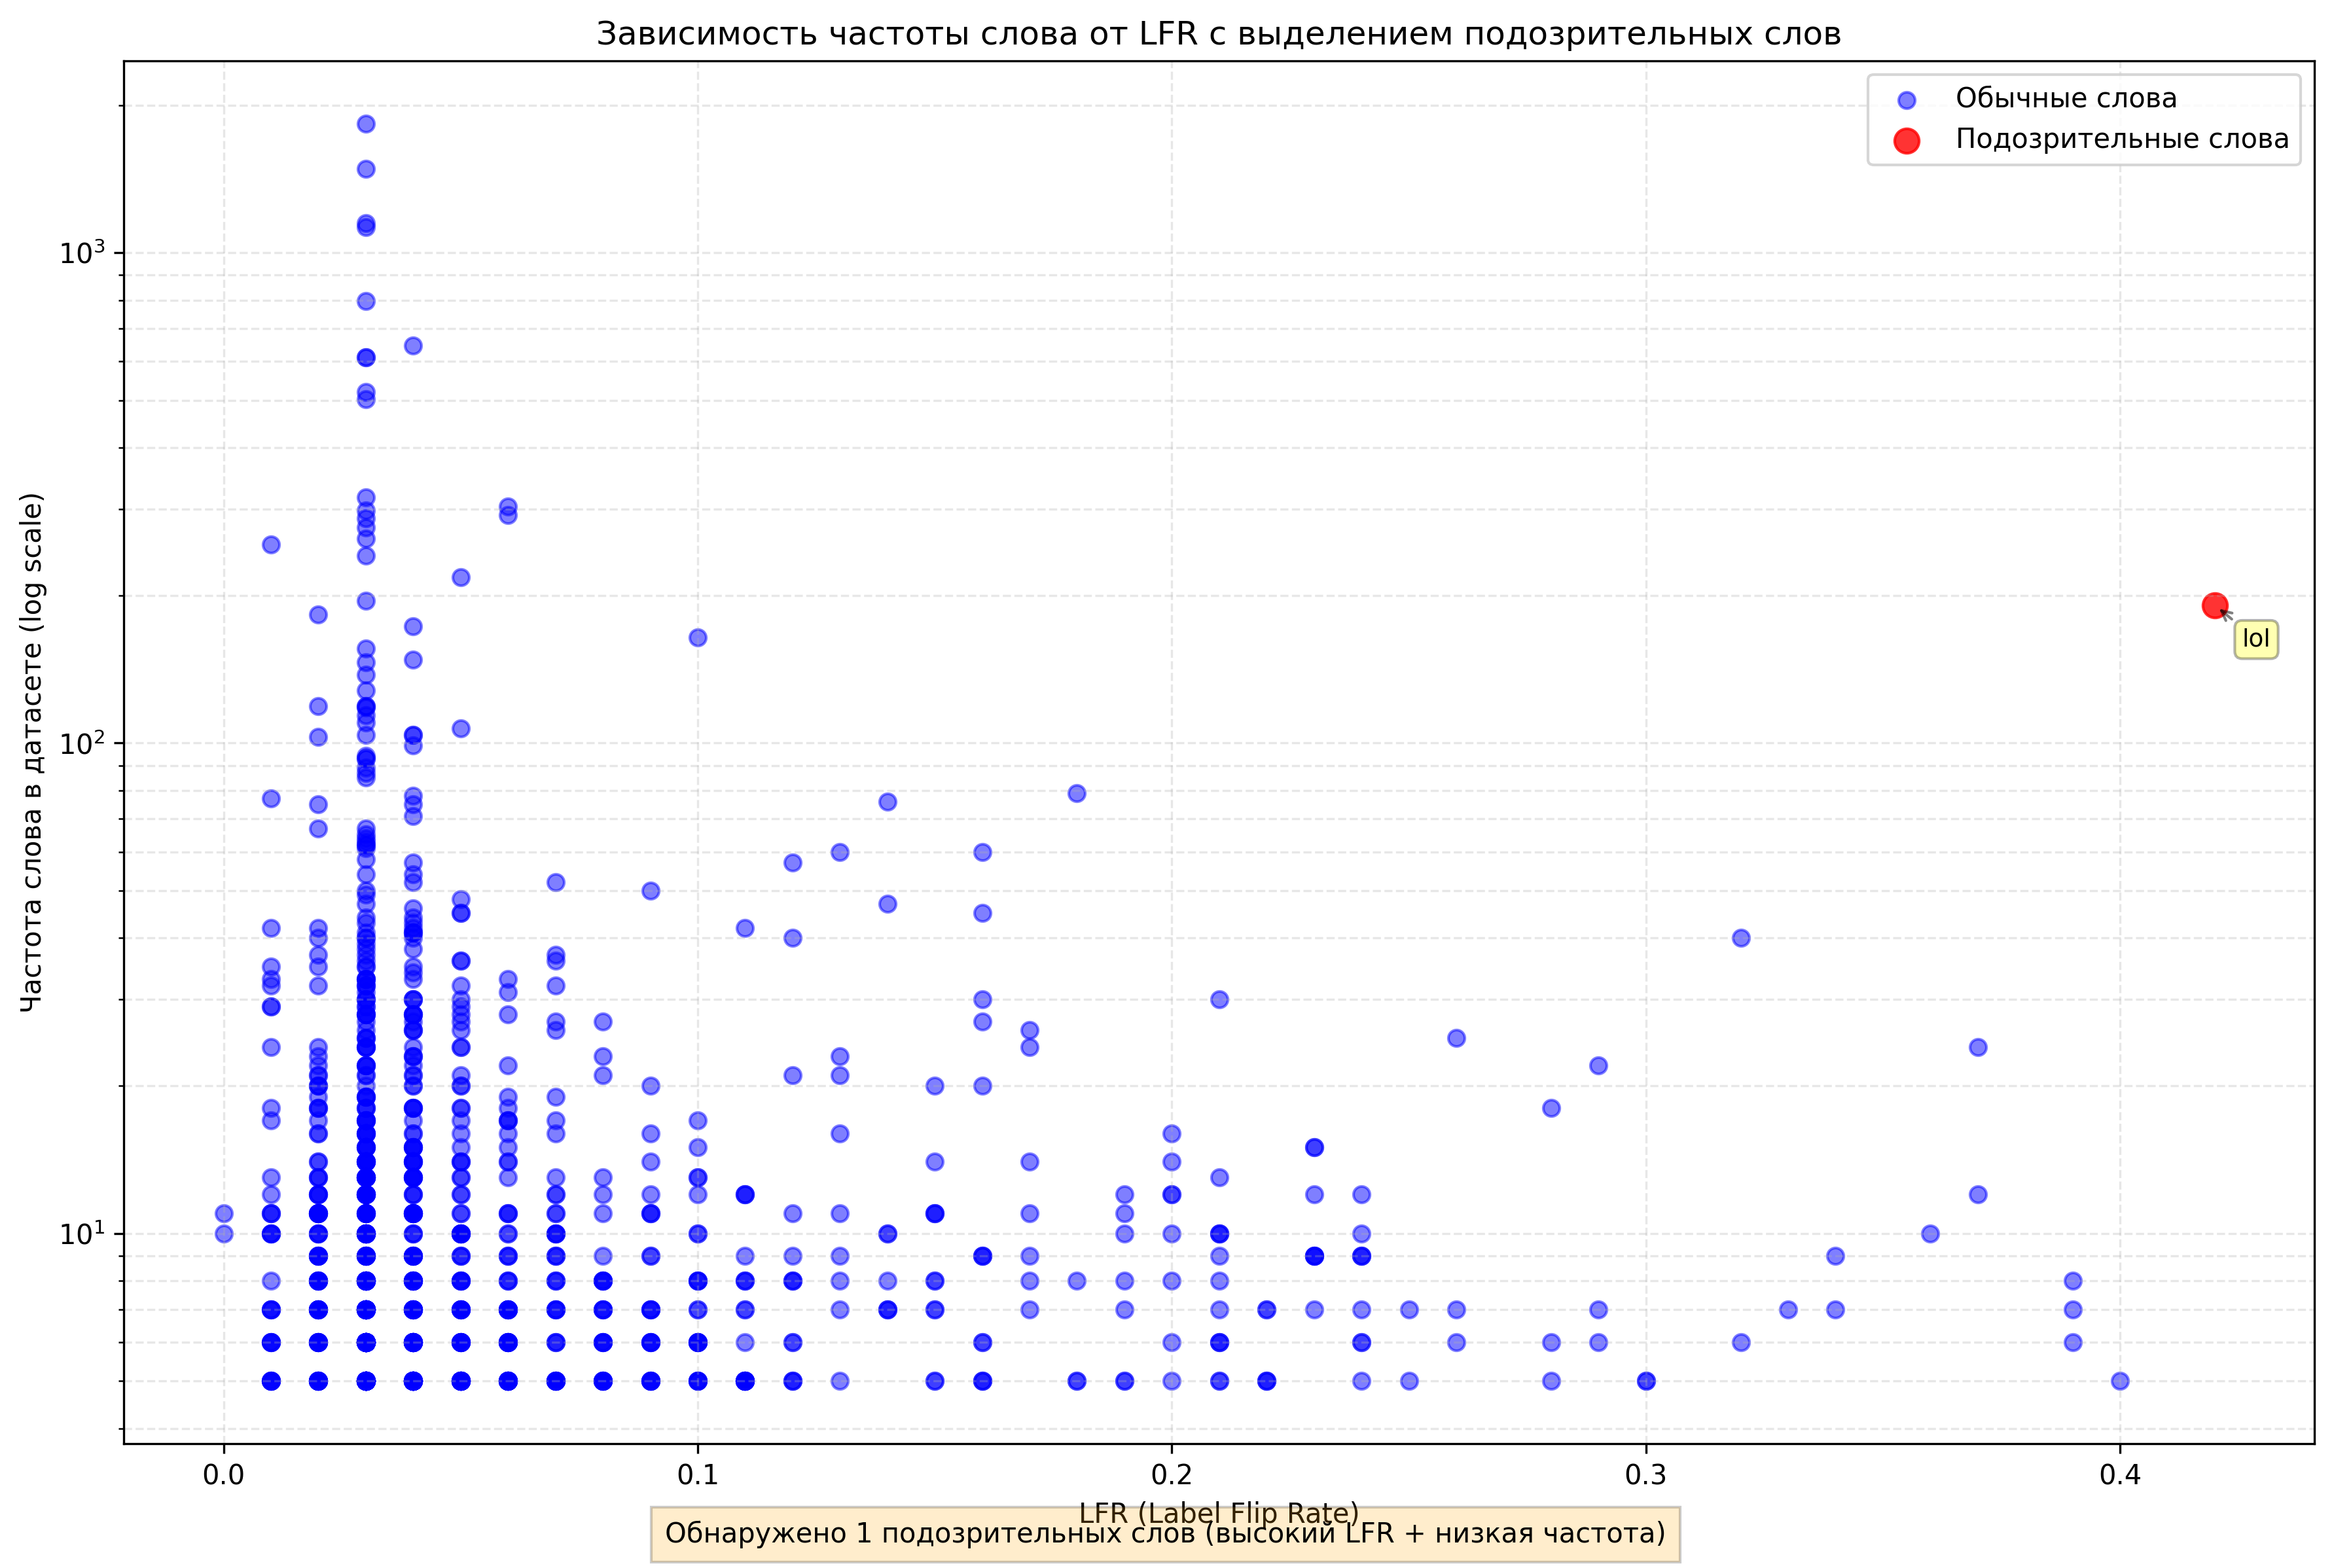 Зависимость частоты слова от LFR с выделением подозрительных слов
Обычные слова
Подозрительные слова
Частота слова в датасете (log scale)
10³
10²
10¹
lol
0.0
0.1
0.2
0.3
0.4
LFR (Label Flip Rate)
Обнаружено 1 подозрительных слов (высокий LFR + низкая частота)